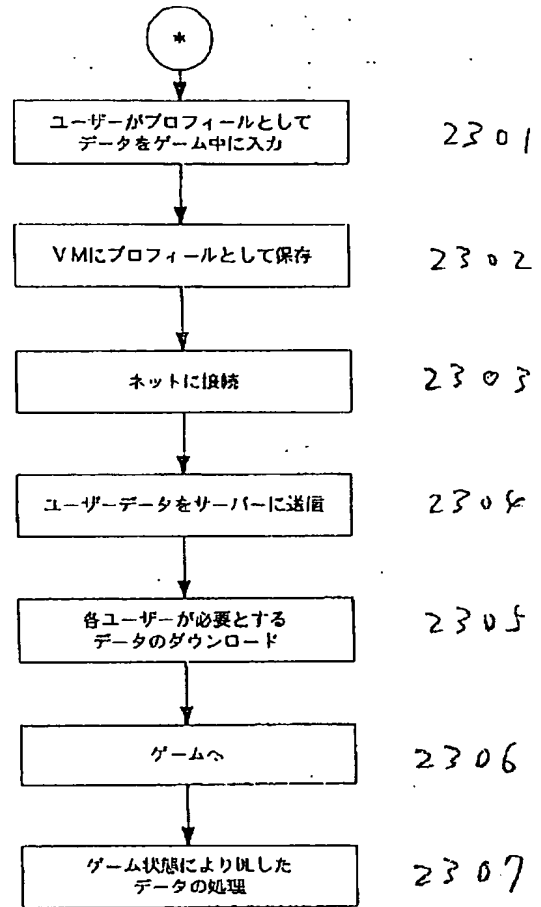 *
ユーザーがプロフィールとして
データをゲーム中に入力
2301
VMにプロフィールとして保存
2302
ネットに接続
2303
ユーザーデータをサーバーに送信
2304
各ユーザーが必要とする
データのダウンロード
2305
ゲームへ
2306
ゲーム状態によりDLした
データの処理
2307